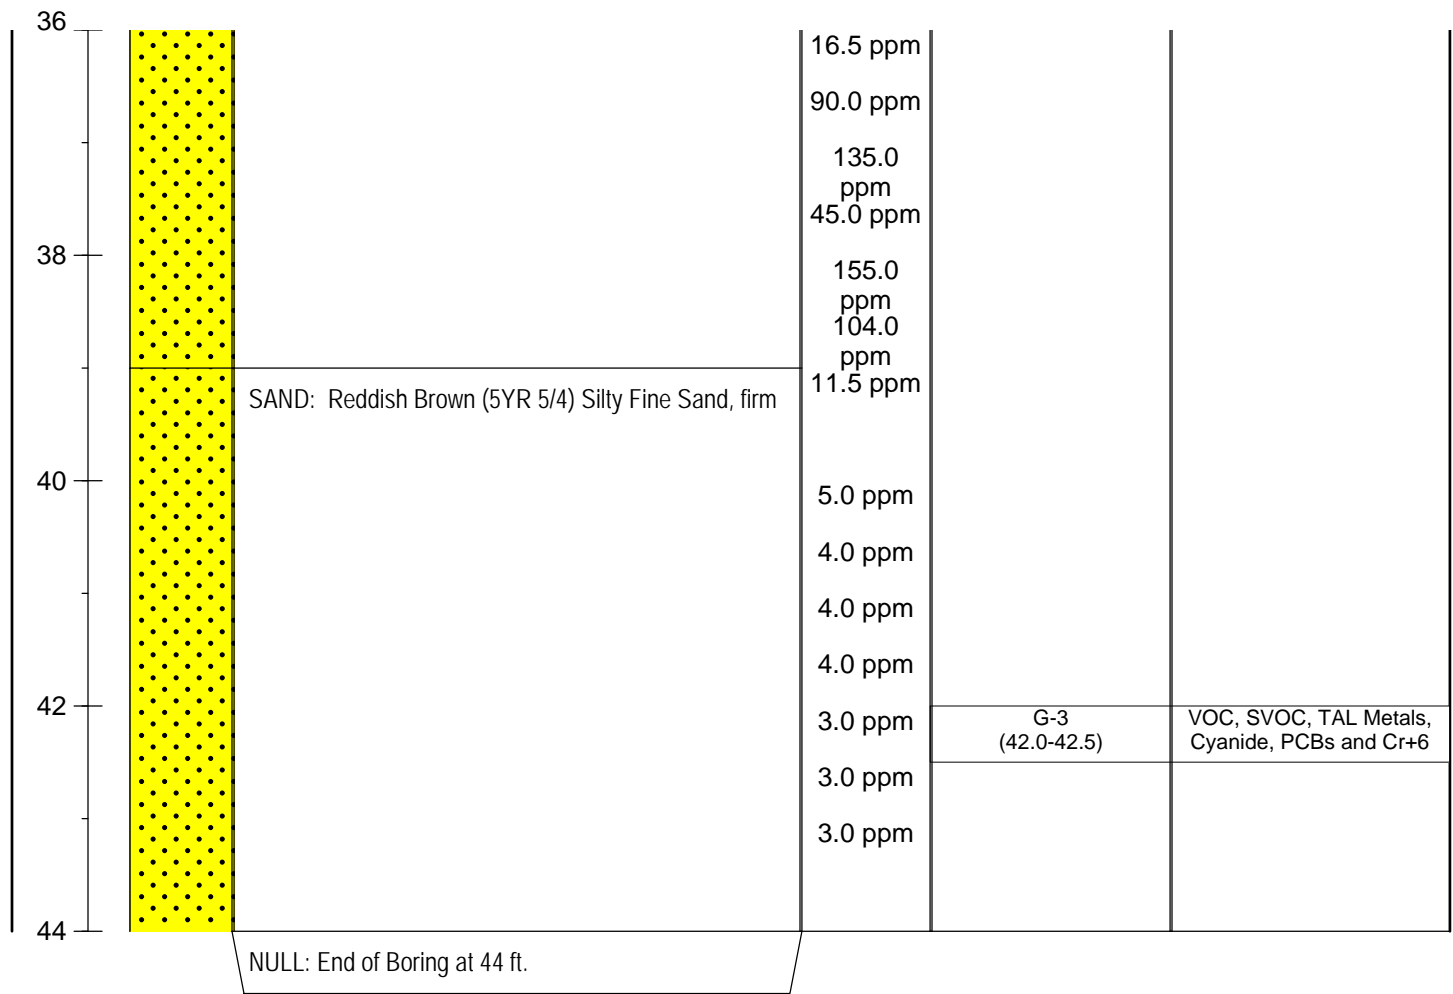 36
16.5 ppm
90.0 ppm
135.0
ppm
45.0 ppm
38
155.0
ppm
104.0
ppm
11.5 ppm
SAND: Reddish Brown (5YR 5/4) Silty Fine Sand, firm
40
5.0 ppm
4.0 ppm
4.0 ppm
4.0 ppm
42
3.0 ppm
G-3
(42.0-42.5)
VOC, SVOC, TAL Metals,
Cyanide, PCBs and Cr+6
3.0 ppm
3.0 ppm
44
NULL: End of Boring at 44 ft.